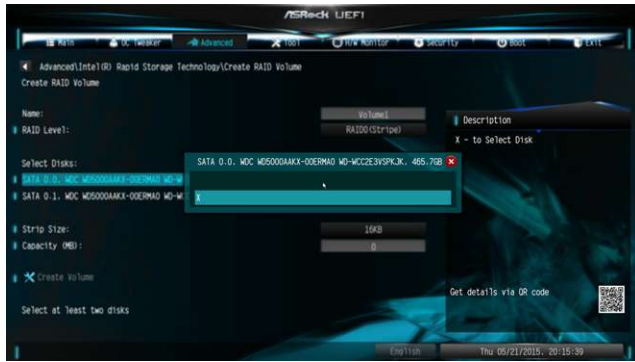 ASRock UEFI
Main OC Tweaker Advanced Tool H/W Monitor Security Boot Exit
Advanced\Intel(R) Rapid Storage Technology\Create RAID Volume
Create RAID Volume
Name: Volume1
RAID Level: RAID0(Stripe)
Description
X - to Select Disk
Select Disks:
SATA 0.0. WDC WD5000AAKX-00ERMA0 WD-WCC2E3VSPKJK. 465.7GB
X
SATA 0.0. WDC WD5000AAKX-00ERMA0 WD-W
SATA 0.1. WDC WD5000AAKX-00ERMA0 WD-W
Strip Size: 16KB
Capacity (MB): 0
Create Volume
Select at least two disks
Get details via QR code
English Thu 05/21/2015. 20:15:39